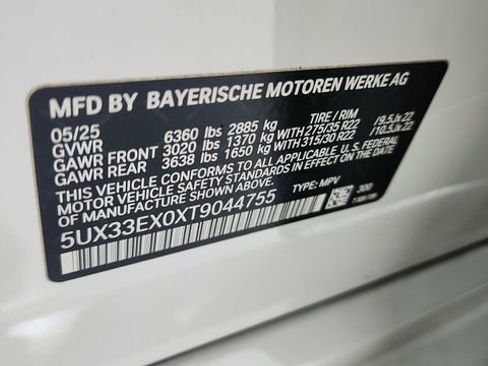 MFD BY BAYERISCHE MOTOREN WERKE AG
05/25 TIRE / RIM
GVWR 6360 lbs 2885 kg
GAWR FRONT 3020 lbs 1370 kg WITH 275/35 R22 /9.5Jx22
GAWR REAR 3638 lbs 1650 kg WITH 315/30 R22 /10.5Jx22
THIS VEHICLE CONFORMS TO ALL APPLICABLE FEDERAL
MOTOR VEHICLE SAFETY STANDARDS IN EFFECT ON THE
DATE OF MANUFACTURE SHOWN ABOVE.
5UX33EX0XT9044755 TYPE: MPV 300